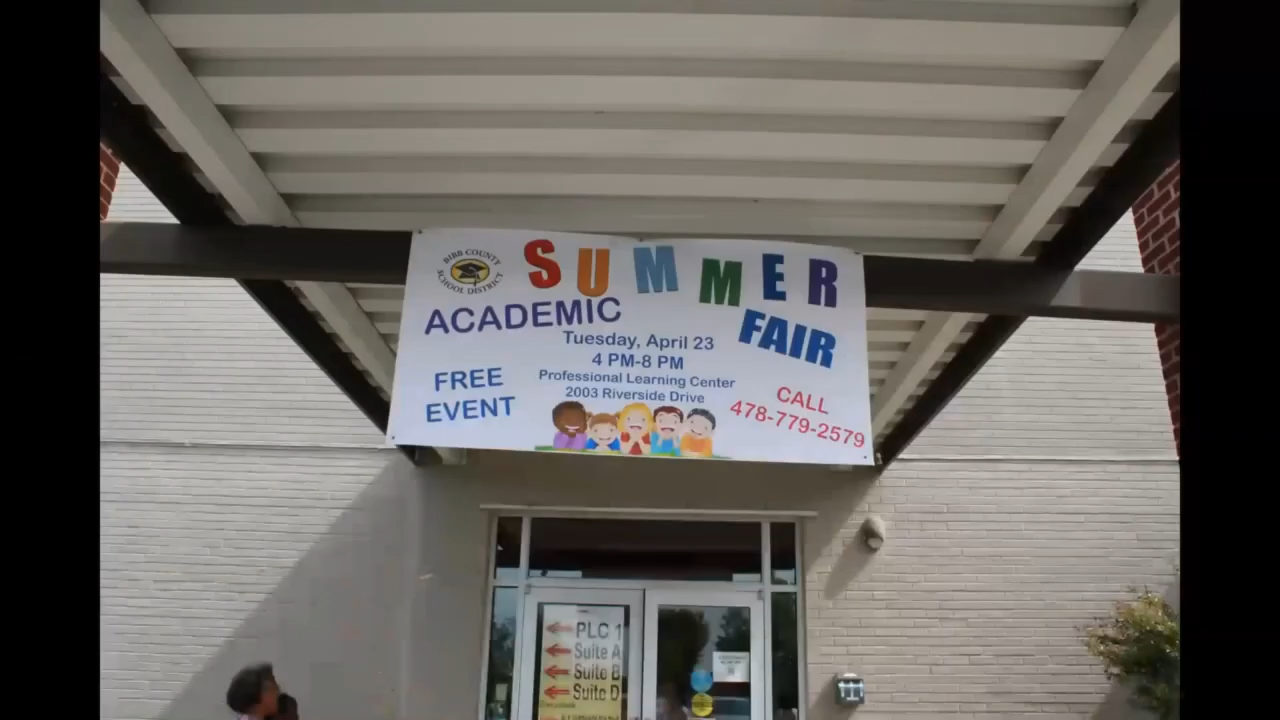 BIBB COUNTY
SCHOOL DISTRICT
SUMMER
ACADEMIC
FAIR
Tuesday, April 23
4 PM-8 PM
Professional Learning Center
2003 Riverside Drive
FREE
EVENT
CALL
478-779-2579
PLC 1
Suite A
Suite B
Suite D